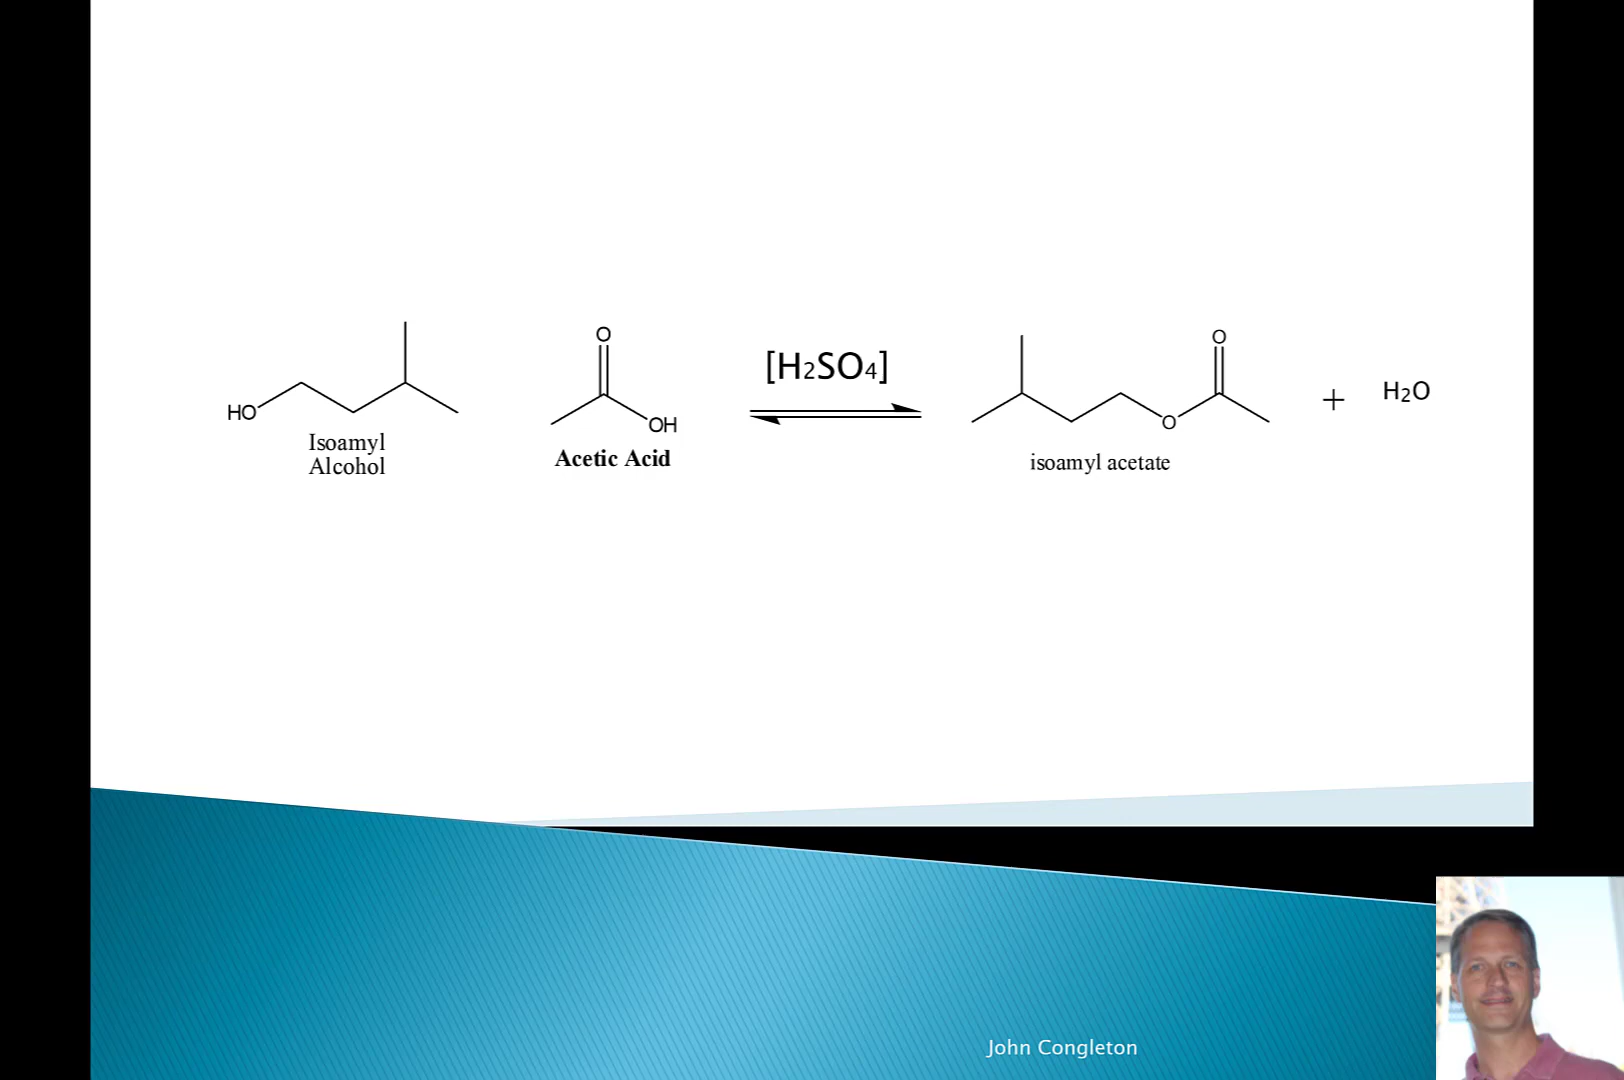 O
HO
Isoamyl
Alcohol
OH
Acetic Acid
[H₂SO₄]
O
O
isoamyl acetate
+
H₂O
John Congleton